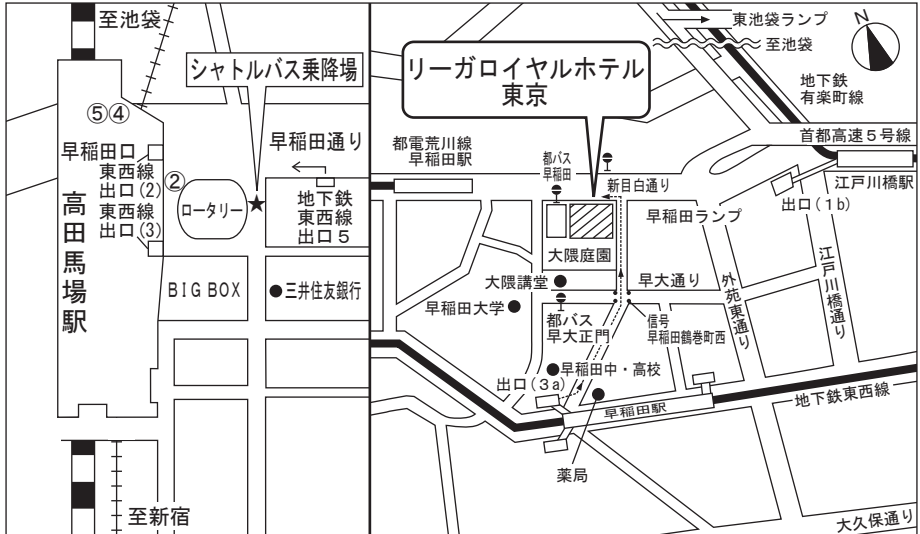 至池袋
シャトルバス乗降場
⑤④
早稲田口
東西線
出口(2)
東西線
出口(3)
②
ロータリー
★
早稲田通り
地下鉄
東西線
出口5
高田馬場駅
BIG BOX
●三井住友銀行
至新宿
リーガロイヤルホテル
東京
東池袋ランプ
至池袋
N
地下鉄
有楽町線
首都高速5号線
都電荒川線
早稲田駅
都バス
早稲田
新目白通り
早稲田ランプ
江戸川橋駅
出口(1b)
大隈庭園
大隈講堂
早大通り
早稲田大学
都バス
早大正門
信号
早稲田鶴巻町西
外苑東通り
江戸川橋通り
早稲田中・高校
出口(3a)
早稲田駅
地下鉄東西線
薬局
大久保通り